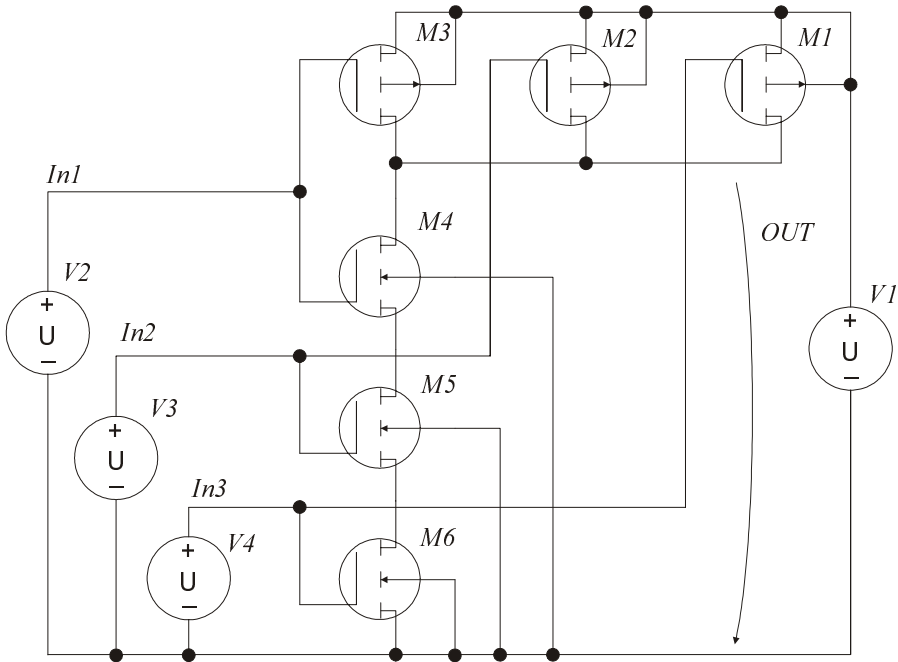 M3
M2
M1
In1
M4
OUT
V2
+
U
−
V1
+
U
−
In2
M5
V3
+
U
−
In3
M6
V4
+
U
−